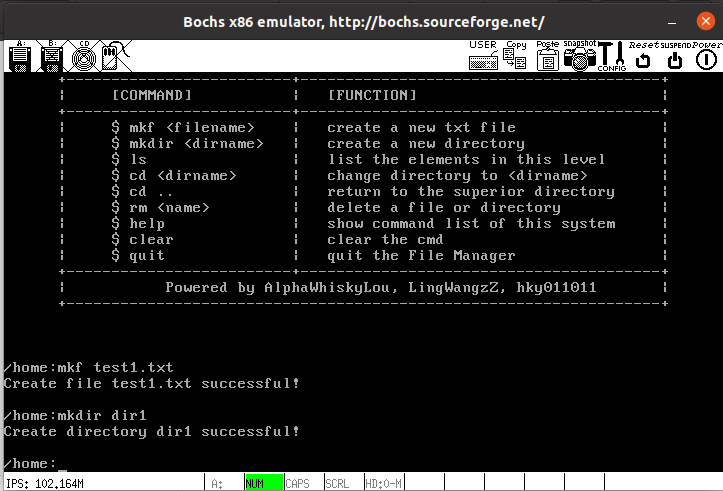 Bochs x86 emulator, http://bochs.sourceforge.net/
A: B: CD USER Copy Paste snapshot CONFIG Reset SUSPEND Power
[COMMAND] [FUNCTION]
$ mkf <filename> create a new txt file
$ mkdir <dirname> create a new directory
$ ls list the elements in this level
$ cd <dirname> change directory to <dirname>
$ cd .. return to the superior directory
$ rm <name> delete a file or directory
$ help show command list of this system
$ clear clear the cmd
$ quit quit the File Manager
Powered by AlphaWhiskyLou, LingWangzZ, hky011011
/home:mkf test1.txt
Create file test1.txt successful!
/home:mkdir dir1
Create directory dir1 successful!
/home:_
IPS: 102,164M A: NUM CAPS SCRL HD:0-M